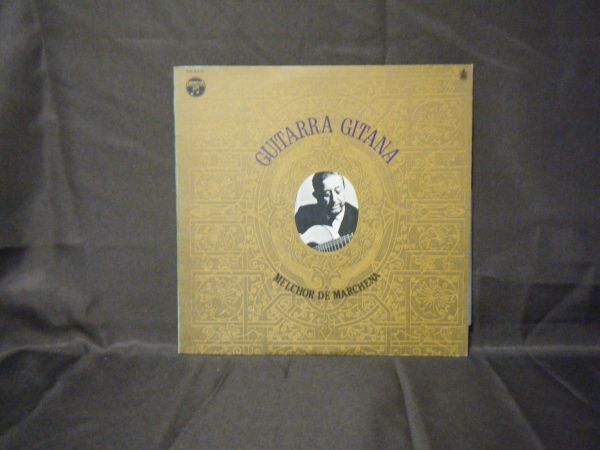 GUITARRA GITANA
MELCHOR DE MARCHENA